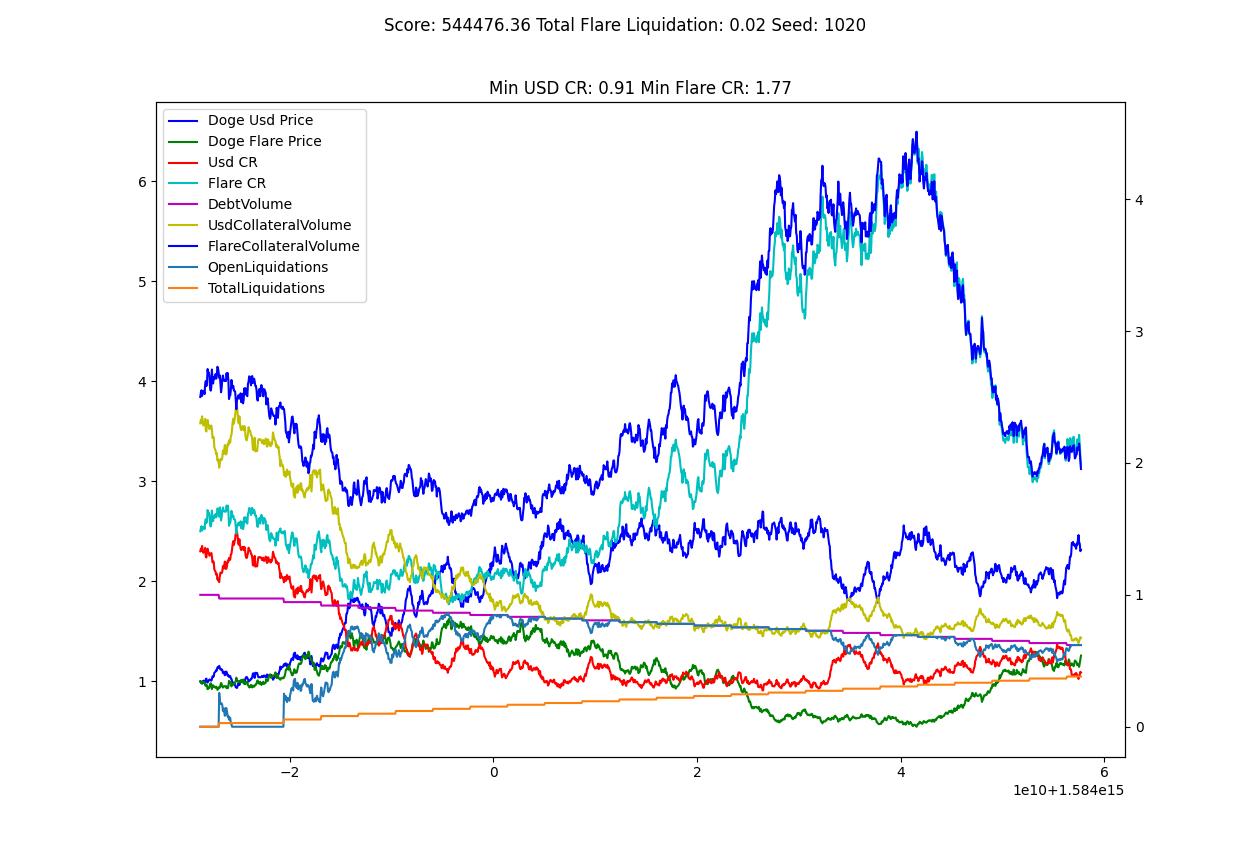 Score: 544476.36 Total Flare Liquidation: 0.02 Seed: 1020
Min USD CR: 0.91 Min Flare CR: 1.77
Doge Usd Price
Doge Flare Price
Usd CR
Flare CR
DebtVolume
UsdCollateralVolume
FlareCollateralVolume
OpenLiquidations
TotalLiquidations
6
5
4
3
2
1
4
3
2
1
0
−2
0
2
4
6
1e10+1.584e15